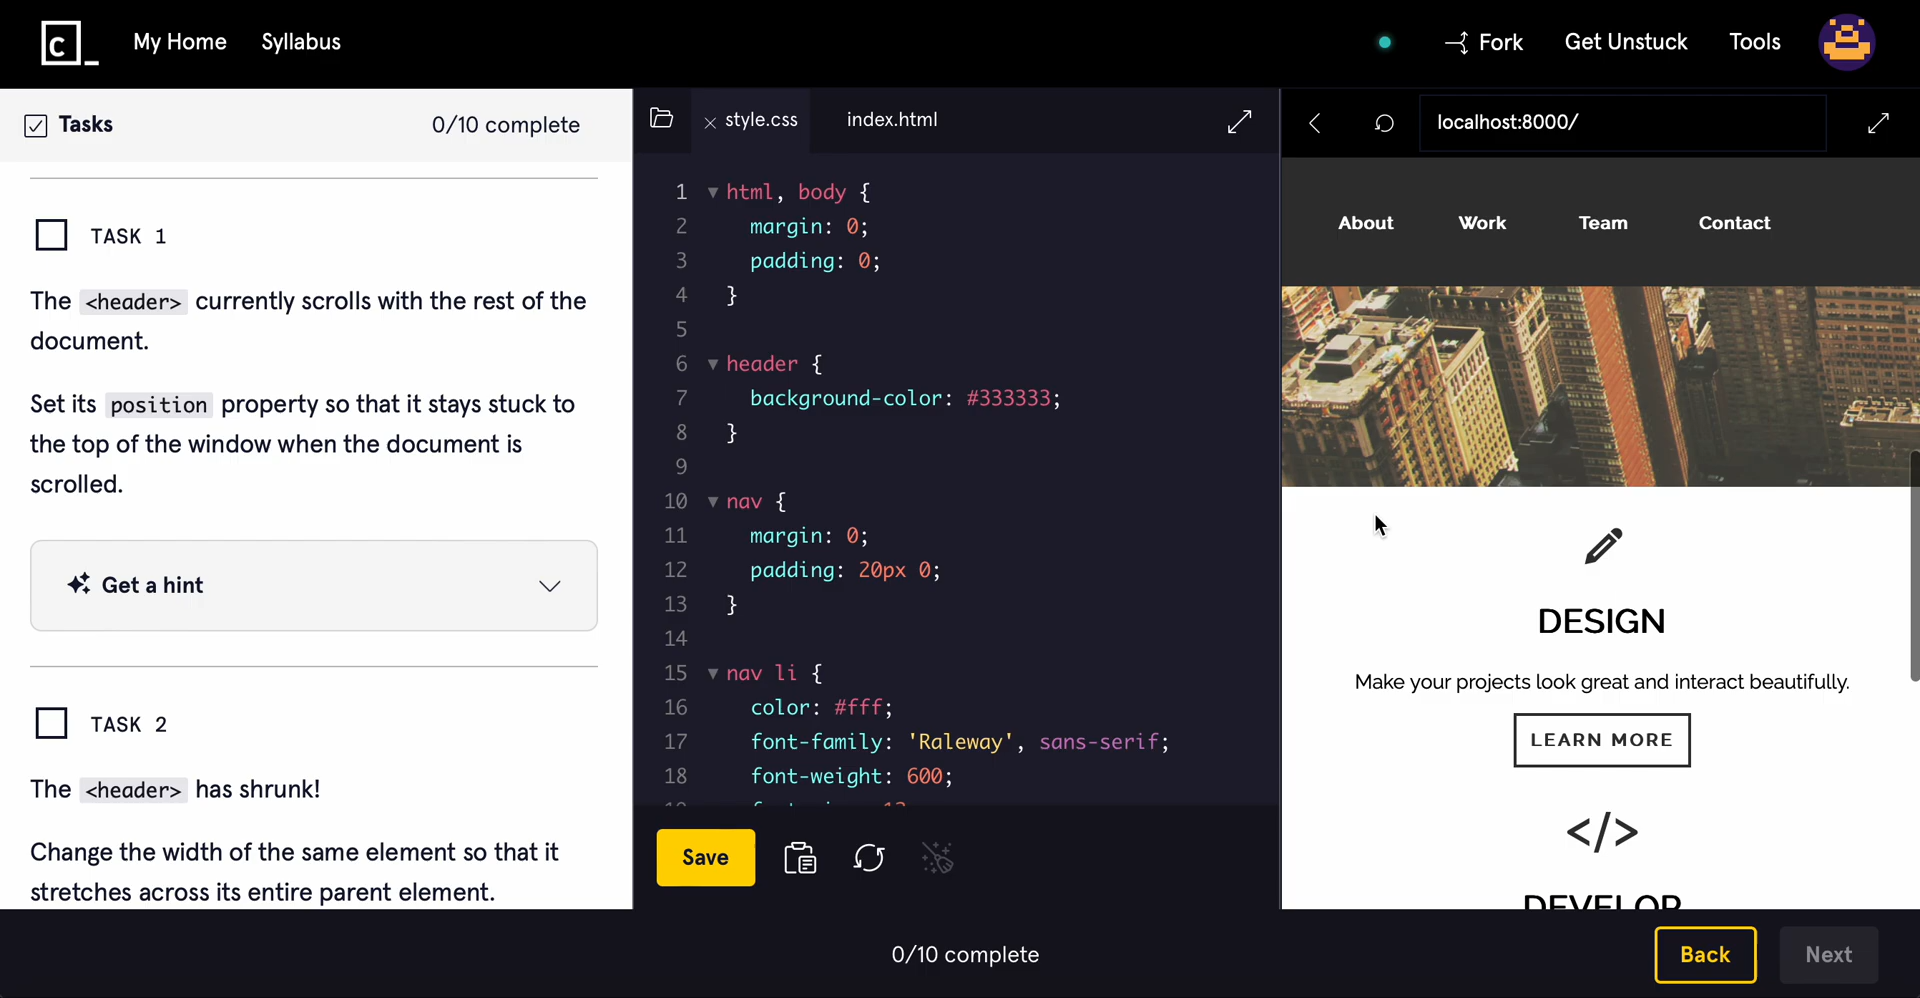 c_ My Home Syllabus Fork Get Unstuck Tools
Tasks 0/10 complete
TASK 1
The <header> currently scrolls with the rest of the
document.
Set its position property so that it stays stuck to
the top of the window when the document is
scrolled.
Get a hint
TASK 2
The <header> has shrunk!
Change the width of the same element so that it
stretches across its entire parent element.
style.css index.html
1 html, body {
2 margin: 0;
3 padding: 0;
4 }
5
6 header {
7 background-color: #333333;
8 }
9
10 nav {
11 margin: 0;
12 padding: 20px 0;
13 }
14
15 nav li {
16 color: #fff;
17 font-family: 'Raleway', sans-serif;
18 font-weight: 600;
Save
localhost:8000/
About Work Team Contact
DESIGN
Make your projects look great and interact beautifully.
LEARN MORE
</>
DEVELOP
0/10 complete
Back Next